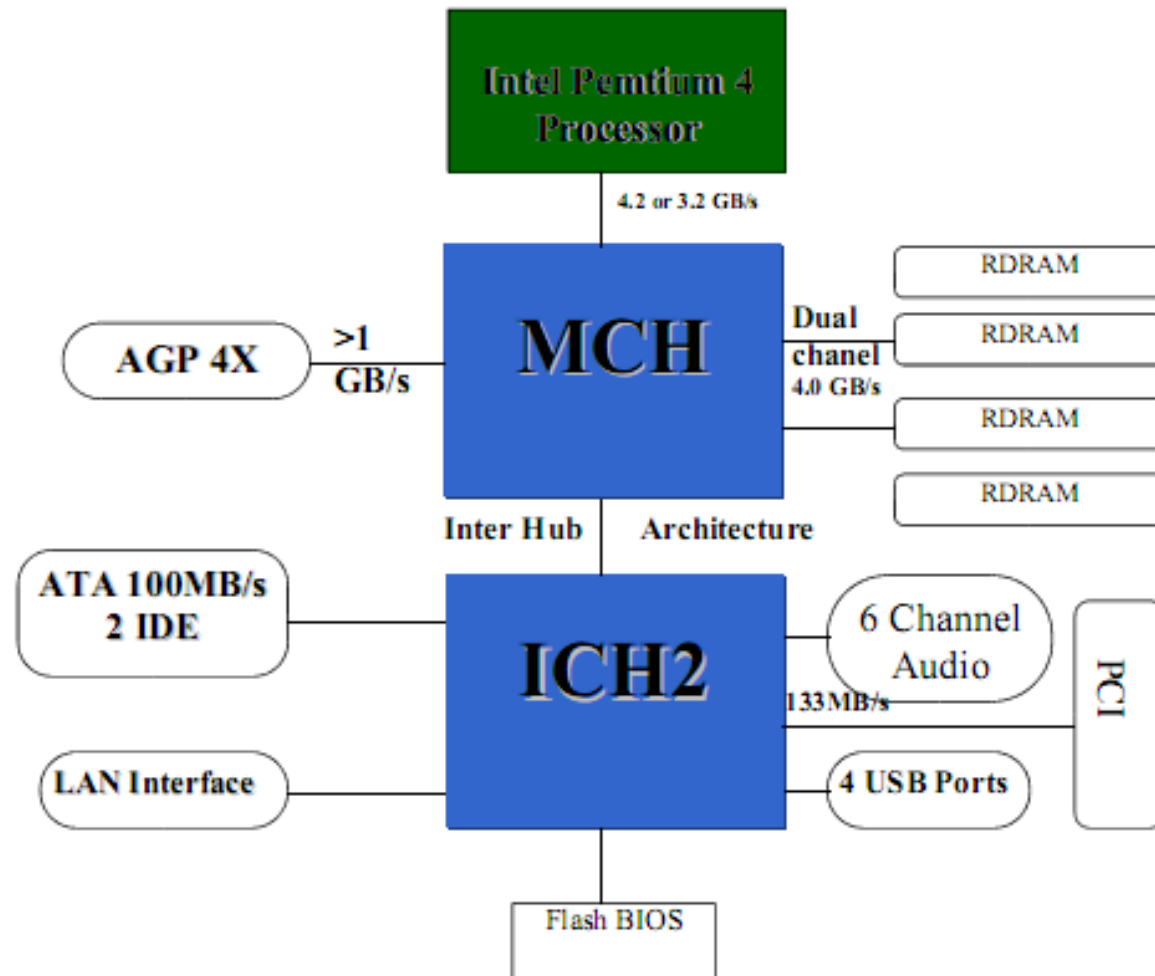 Intel Pemtium 4
Processor
4.2 or 3.2 GB/s
MCH
AGP 4X
>1
GB/s
Dual
chanel
4.0 GB/s
RDRAM
RDRAM
RDRAM
RDRAM
Inter Hub Architecture
ATA 100MB/s
2 IDE
ICH2
6 Channel
Audio
133MB/s
PCI
LAN Interface
4 USB Ports
Flash BIOS